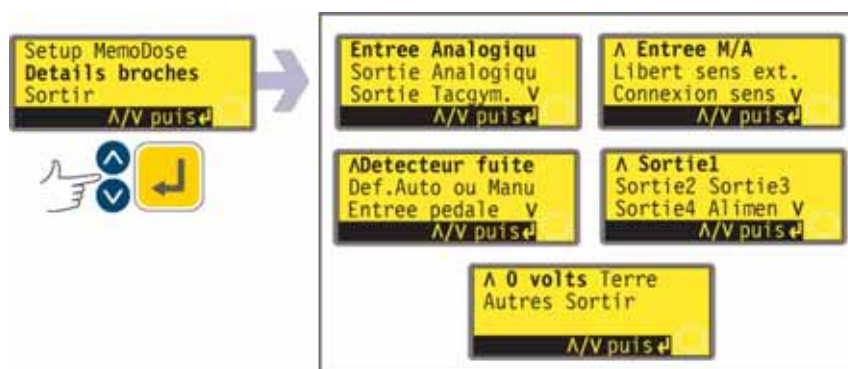 Setup MemoDose
Details broches
Sortir
Λ/V puis↲
Entree Analogiqu
Sortie Analogiqu
Sortie Tacgym. V
Λ/V puis↲
Λ Entree M/A
Libert sens ext.
Connexion sens V
Λ/V puis↲
ΛDetecteur fuite
Def.Auto ou Manu
Entree pedale V
Λ/V puis↲
Λ Sortie1
Sortie2 Sortie3
Sortie4 Alimen V
Λ/V puis↲
Λ 0 volts Terre
Autres Sortir
Λ/V puis↲